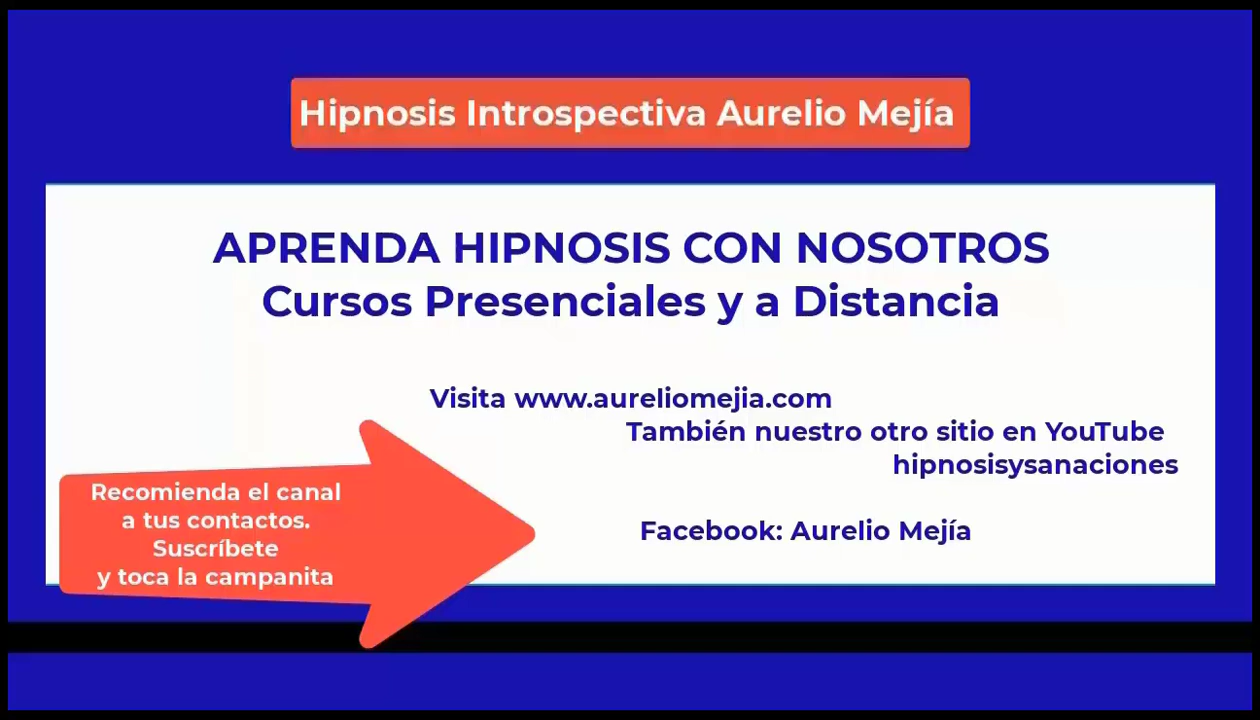 Hipnosis Introspectiva Aurelio Mejía
APRENDA HIPNOSIS CON NOSOTROS
Cursos Presenciales y a Distancia
Visita www.aureliomejia.com
También nuestro otro sitio en YouTube
hipnosisysanaciones
Facebook: Aurelio Mejía
Recomienda el canal
a tus contactos.
Suscríbete
y toca la campanita